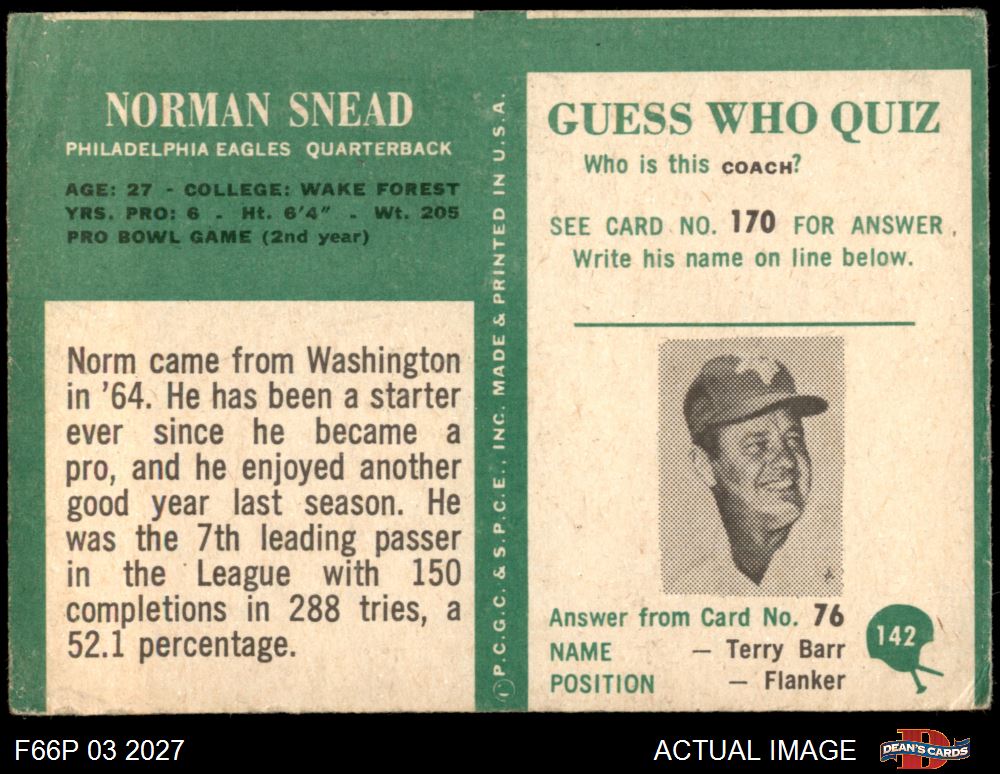 NORMAN SNEAD
PHILADELPHIA EAGLES QUARTERBACK
AGE: 27 - COLLEGE: WAKE FOREST
YRS. PRO: 6 - Ht. 6'4" - Wt. 205
PRO BOWL GAME (2nd year)
Norm came from Washington
in '64. He has been a starter
ever since he became a
pro, and he enjoyed another
good year last season. He
was the 7th leading passer
in the League with 150
completions in 288 tries, a
52.1 percentage.
P.C.G.C. & S.P.C.E., INC. MADE & PRINTED IN U.S.A.
GUESS WHO QUIZ
Who is this COACH?
SEE CARD NO. 170 FOR ANSWER.
Write his name on line below.
Answer from Card No. 76
NAME — Terry Barr
POSITION — Flanker
142
F66P 03 2027
ACTUAL IMAGE
DEAN'S CARDS